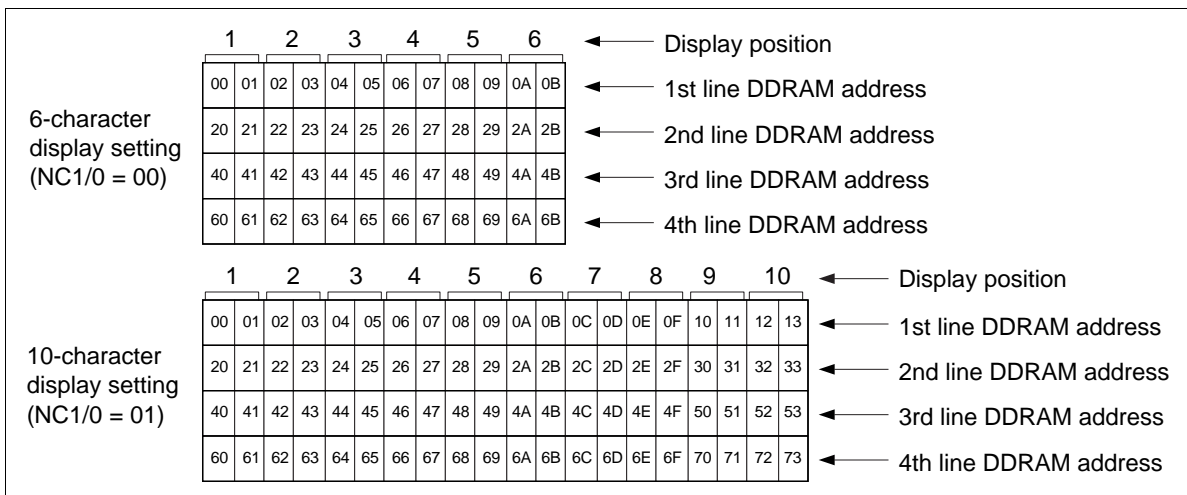 1 2 3 4 5 6 Display position
00 01 02 03 04 05 06 07 08 09 0A 0B 1st line DDRAM address
6-character
display setting
(NC1/0 = 00)
20 21 22 23 24 25 26 27 28 29 2A 2B 2nd line DDRAM address
40 41 42 43 44 45 46 47 48 49 4A 4B 3rd line DDRAM address
60 61 62 63 64 65 66 67 68 69 6A 6B 4th line DDRAM address
1 2 3 4 5 6 7 8 9 10 Display position
00 01 02 03 04 05 06 07 08 09 0A 0B 0C 0D 0E 0F 10 11 12 13 1st line DDRAM address
10-character
display setting
(NC1/0 = 01)
20 21 22 23 24 25 26 27 28 29 2A 2B 2C 2D 2E 2F 30 31 32 33 2nd line DDRAM address
40 41 42 43 44 45 46 47 48 49 4A 4B 4C 4D 4E 4F 50 51 52 53 3rd line DDRAM address
60 61 62 63 64 65 66 67 68 69 6A 6B 6C 6D 6E 6F 70 71 72 73 4th line DDRAM address